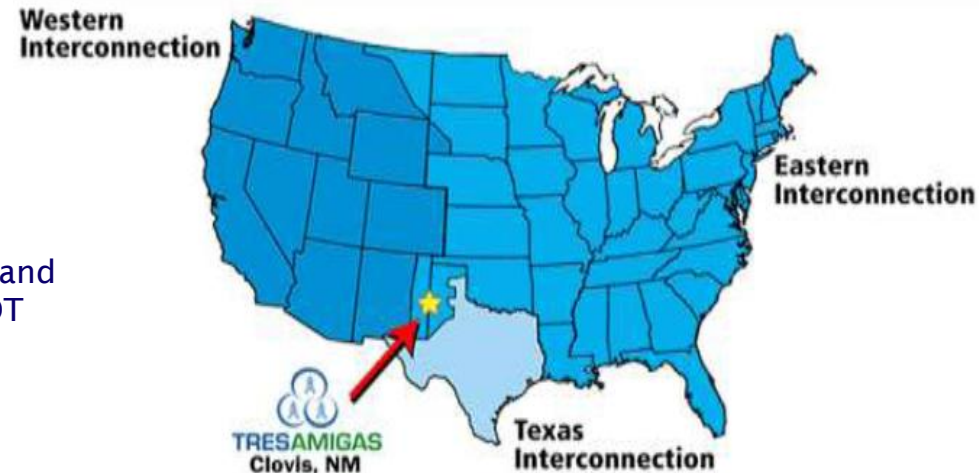 Western
Interconnection
Eastern
Interconnection
and
TRESAMIGAS
Clovis, NM
Texas
Interconnection